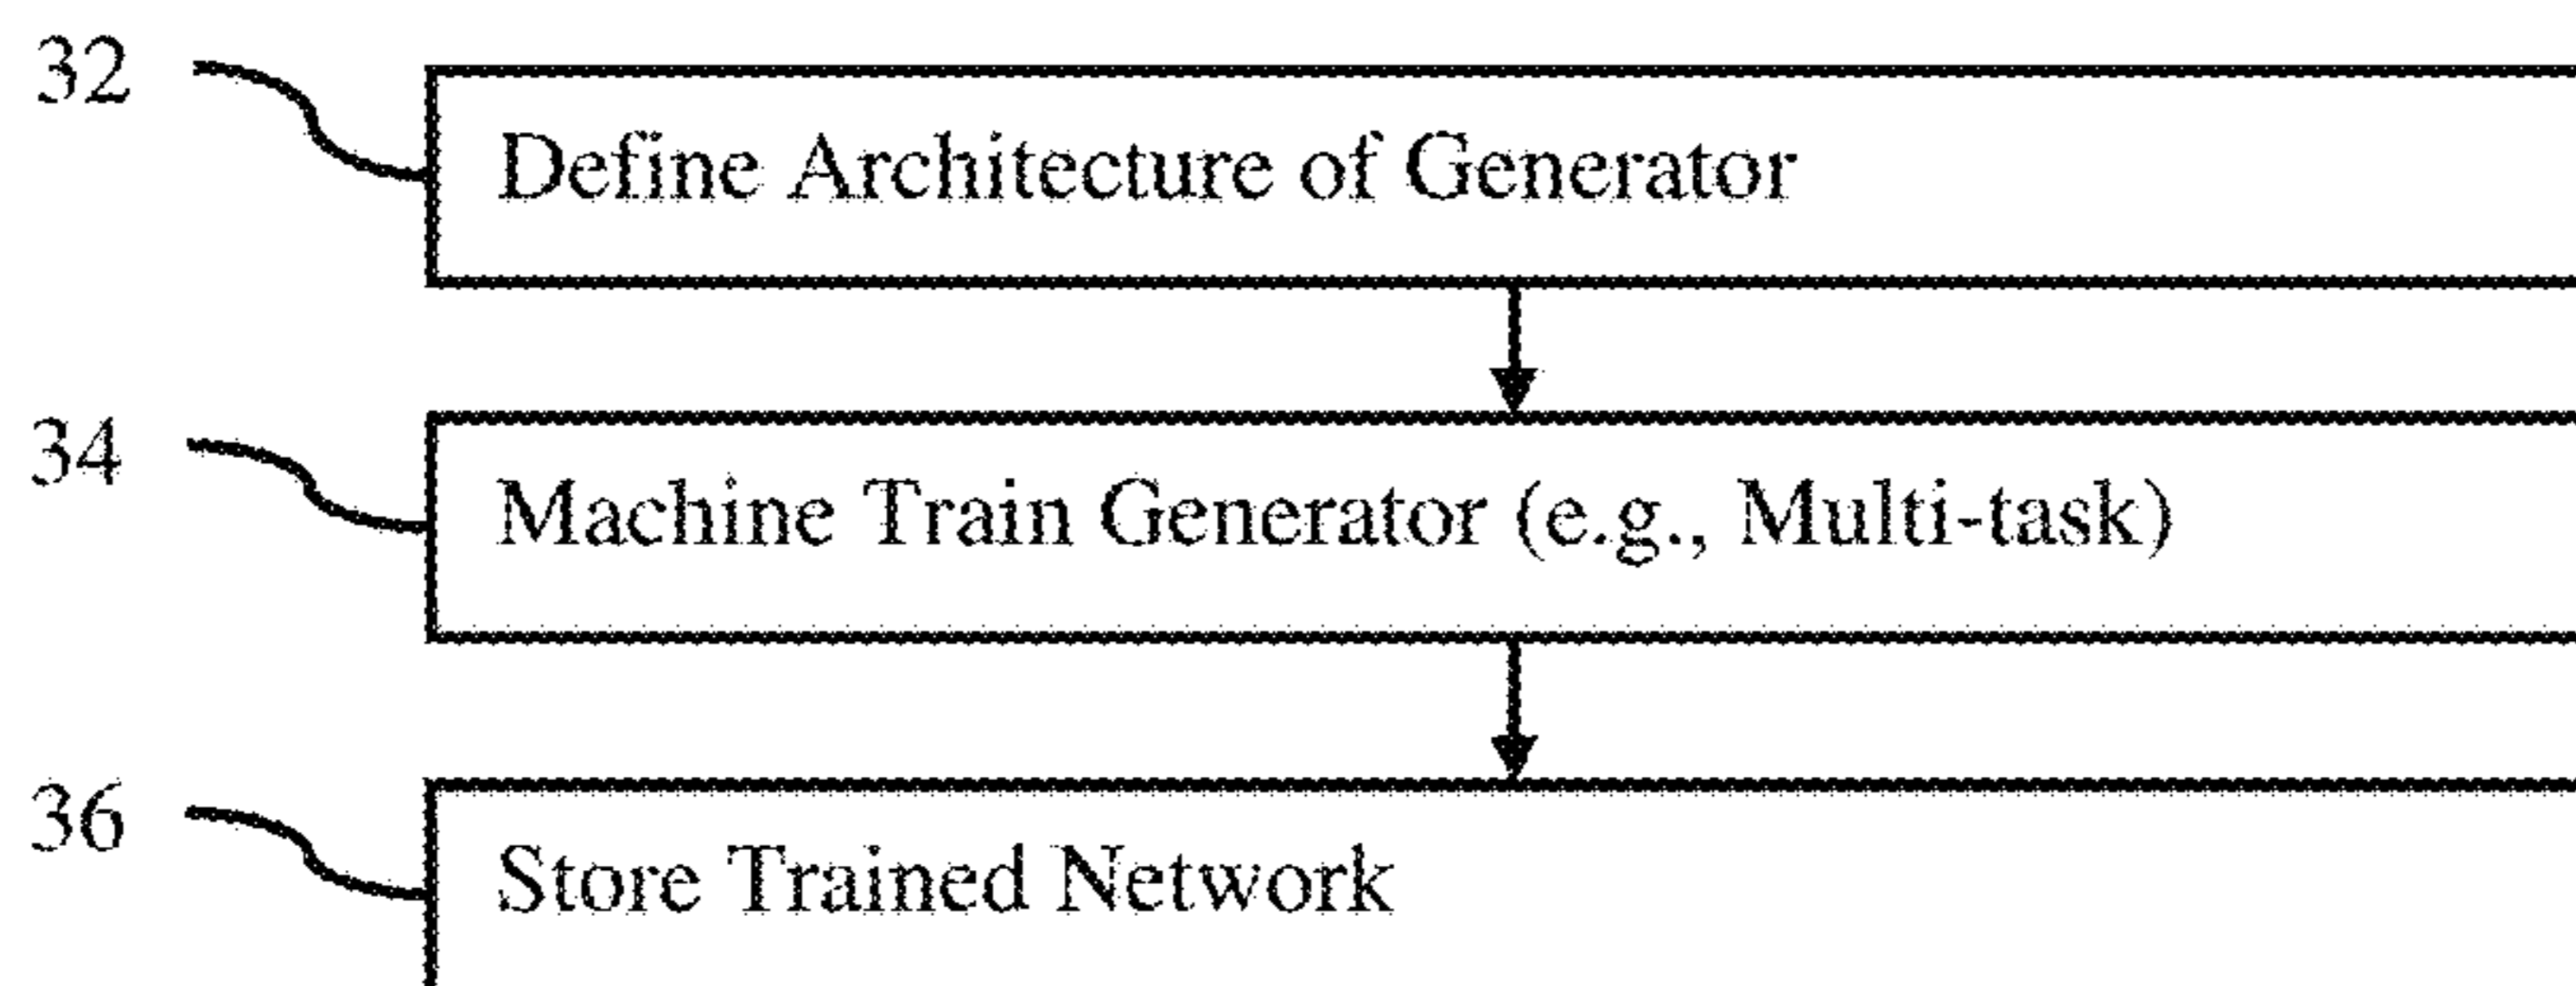 32
Define Architecture of Generator
34
Machine Train Generator (e.g., Multi-task)
36
Store Trained Network